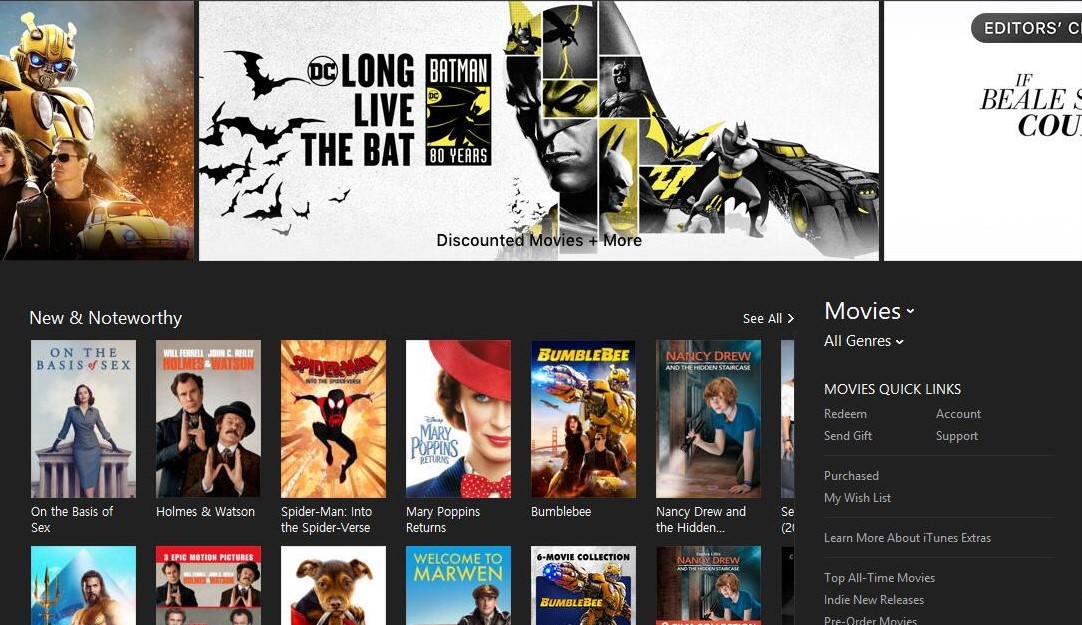 DC LONG
LIVE
THE BAT
BATMAN
DC
80 YEARS
Discounted Movies + More
EDITORS' C
IF
BEALE S
COU
New & Noteworthy
See All
ON THE
BASIS of SEX
WILL FERRELL JOHN C. REILLY
HOLMES & WATSON
SPIDER-MAN
INTO THE SPIDER-VERSE
Disney
MARY
POPPINS
RETURNS
BUMBLEBEE
NANCY DREW
AND THE HIDDEN STAIRCASE
On the Basis of
Sex
Holmes & Watson
Spider-Man: Into
the Spider-Verse
Mary Poppins
Returns
Bumblebee
Nancy Drew and
the Hidden...
Se
(20
3 EPIC MOTION PICTURES
HOLMES & WATSON
WELCOME TO
MARWEN
6-MOVIE COLLECTION
BUMBLEBEE
NANCY DREW
AND THE HIDDEN STAIRCASE
Movies
All Genres
MOVIES QUICK LINKS
Redeem
Account
Send Gift
Support
Purchased
My Wish List
Learn More About iTunes Extras
Top All-Time Movies
Indie New Releases
Pre-Order Movies